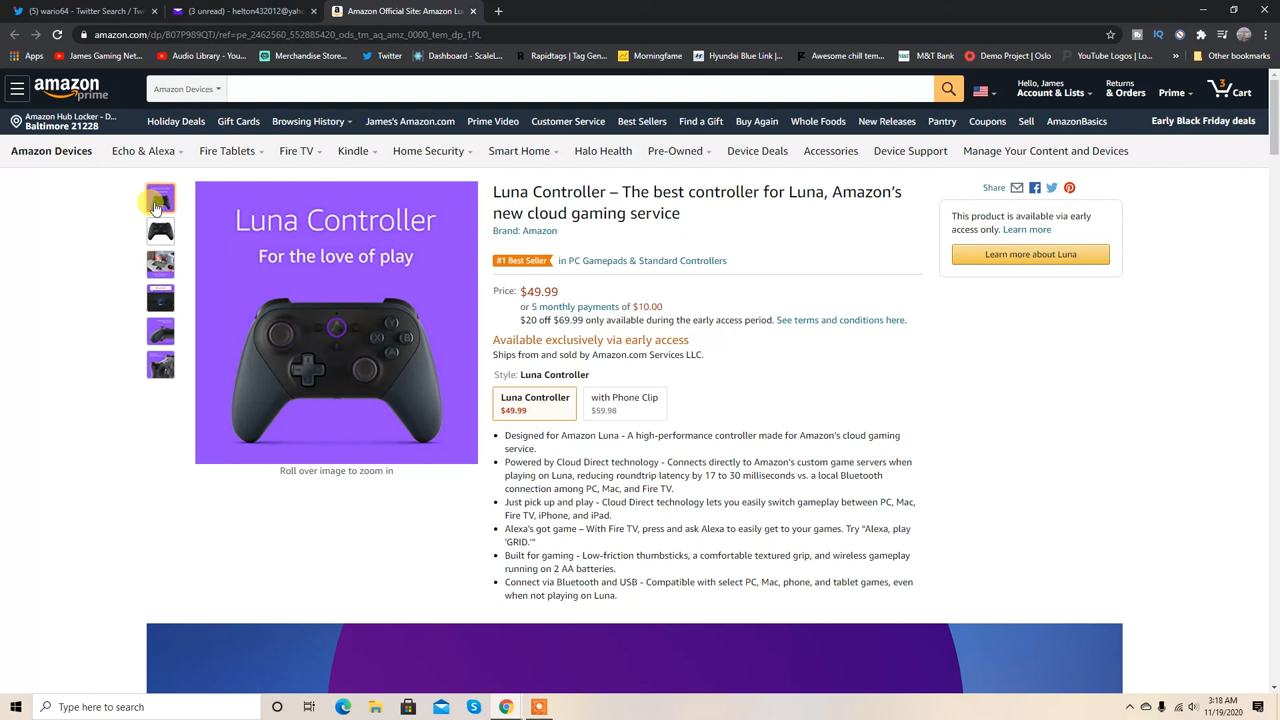 (5) wario64 - Twitter Search / Twi
(3 unread) - helton432012@yaho
Amazon Official Site: Amazon Lun
amazon.com/dp/B07P989QTJ/ref=pe_2462560_552885420_ods_tm_aq_amz_0000_tem_dp_1PL
Apps
James Gaming Net...
Audio Library - You...
Merchandise Store...
Twitter
Dashboard - ScaleL...
Rapidtags | Tag Gen...
Morningfame
Hyundai Blue Link |...
Awesome chill tem...
M&T Bank
Demo Project | Oslo
PayPal
Other bookmarks
amazon
prime
Amazon Devices
Hello, James
Account & Lists
Returns
& Orders
Prime
3
Cart
Deliver to D...
Amazon Hub Locker - D...
Baltimore 21228
Holiday Deals
Gift Cards
Browsing History
James's Amazon.com
Prime Video
Customer Service
Best Sellers
Find a Gift
Buy Again
Whole Foods
New Releases
Pantry
Coupons
Sell
AmazonBasics
Early Black Friday deals
Amazon Devices
Echo & Alexa
Fire Tablets
Fire TV
Kindle
Home Security
Smart Home
Halo Health
Pre-Owned
Device Deals
Accessories
Device Support
Manage Your Content and Devices
Luna Controller
For the love of play
A
X
B
A
Roll over image to zoom in
Luna Controller – The best controller for Luna, Amazon's
new cloud gaming service
Brand: Amazon
#1 Best Seller in PC Gamepads & Standard Controllers
Price: $49.99
or 5 monthly payments of $10.00
$20 off $69.99 only available during the early access period. See terms and conditions here.
Available exclusively via early access
Ships from and sold by Amazon.com Services LLC.
Style: Luna Controller
Luna Controller
$49.99
with Phone Clip
$59.98
• Designed for Amazon Luna - A high-performance controller made for Amazon's cloud gaming
service.
• Powered by Cloud Direct technology - Connects directly to Amazon's custom game servers when
playing on Luna, reducing roundtrip latency by 17 to 30 milliseconds vs. a local Bluetooth
connection among PC, Mac, and Fire TV.
• Just pick up and play - Cloud Direct technology lets you easily switch gameplay between PC, Mac,
Fire TV, iPhone, and iPad.
• Alexa's got game – With Fire TV, press and ask Alexa to easily get to your games. Try "Alexa, play
'GRID.'"
• Built for gaming - Low-friction thumbsticks, a comfortable textured grip, and wireless gameplay
running on 2 AA batteries.
• Connect via Bluetooth and USB - Compatible with select PC, Mac, phone, and tablet games, even
when not playing on Luna.
Share
This product is available via early
access only. Learn more
Learn more about Luna
Type here to search
3:18 AM
11/19/2020